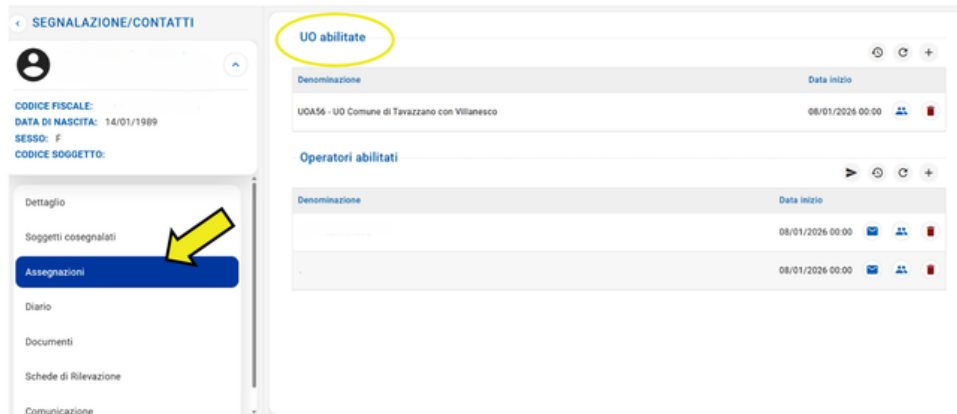 SEGNALAZIONE/CONTATTI
CODICE FISCALE:
DATA DI NASCITA: 14/01/1989
SESSO: F
CODICE SOGGETTO:
Dettaglio
Soggetti cosegnalati
Assegnazioni
Diario
Documenti
Schede di Rilevazione
Comunicazione
UO abilitate
Denominazione Data inizio
UOA56 - UO Comune di Tavazzano con Villanesco 08/01/2026 00:00
Operatori abilitati
Denominazione Data inizio
08/01/2026 00:00
08/01/2026 00:00